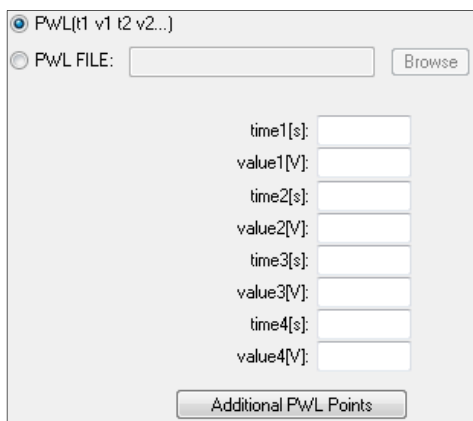 PWL(t1 v1 t2 v2...)
PWL FILE: Browse
time1[s]:
value1[V]:
time2[s]:
value2[V]:
time3[s]:
value3[V]:
time4[s]:
value4[V]:
Additional PWL Points